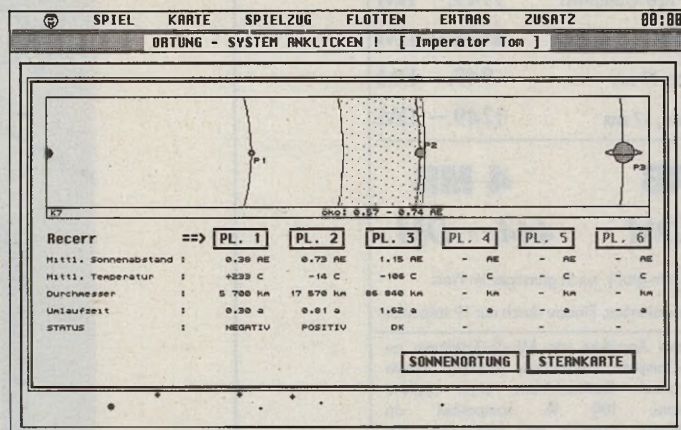 SPIEL KARTE SPIELZUG FLOTTEN EXTRAS ZUSATZ 00:00
ORTUNG - SYSTEM ANKLICKEN ! [ Imperator Tom ]
P1
P2
P3
K7 öko: 0.57 - 0.74 AE
Recerr ==> PL. 1 PL. 2 PL. 3 PL. 4 PL. 5 PL. 6
Mittl. Sonnenabstand : 0.38 AE 0.73 AE 1.15 AE - AE - AE - AE
Mittl. Temperatur : +233 C -14 C -106 C - C - C - C
Durchmesser : 5 700 km 17 570 km 86 840 km - km - km - km
Umlaufzeit : 0.30 a 0.81 a 1.62 a - - -
STATUS : NEGATIV POSITIV OK - - -
SONNENORTUNG STERNKARTE